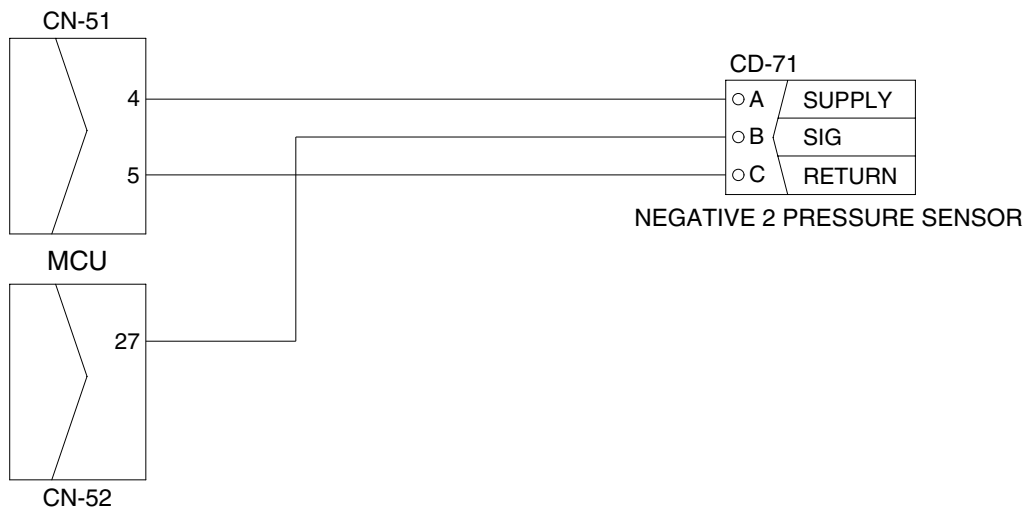 CN-51
4
5
MCU
27
CN-52
CD-71
A SUPPLY
B SIG
C RETURN
NEGATIVE 2 PRESSURE SENSOR